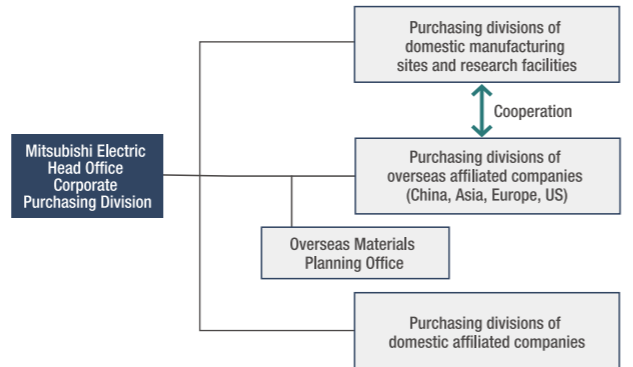 Purchasing divisions of
domestic manufacturing
sites and research facilities
Cooperation
Mitsubishi Electric
Head Office
Corporate
Purchasing Division
Purchasing divisions of
overseas affiliated companies
(China, Asia, Europe, US)
Overseas Materials
Planning Office
Purchasing divisions of
domestic affiliated companies